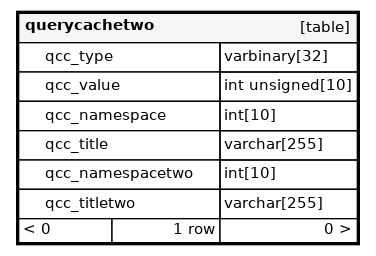 querycachetwo [table]
qcc_type varbinary[32]
qcc_value int unsigned[10]
qcc_namespace int[10]
qcc_title varchar[255]
qcc_namespacetwo int[10]
qcc_titletwo varchar[255]
< 0 1 row 0 >